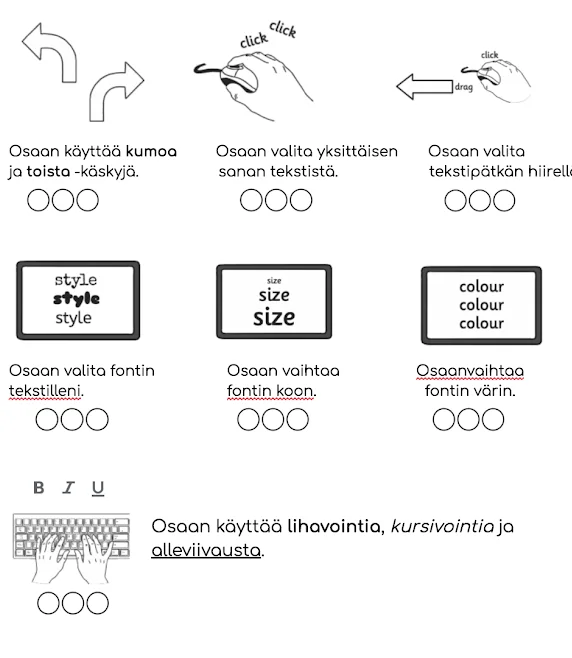 click click
click
drag
Osaan käyttää kumoa
ja toista -käskyjä.
Osaan valita yksittäisen
sanan tekstistä.
Osaan valita
tekstipätkän hiirellä
style
style
style
size
size
size
colour
colour
colour
Osaan valita fontin
tekstilleni.
Osaan vaihtaa
fontin koon.
Osaanvaihtaa
fontin värin.
B I U
Osaan käyttää lihavointia, kursivointia ja
alleviivausta.